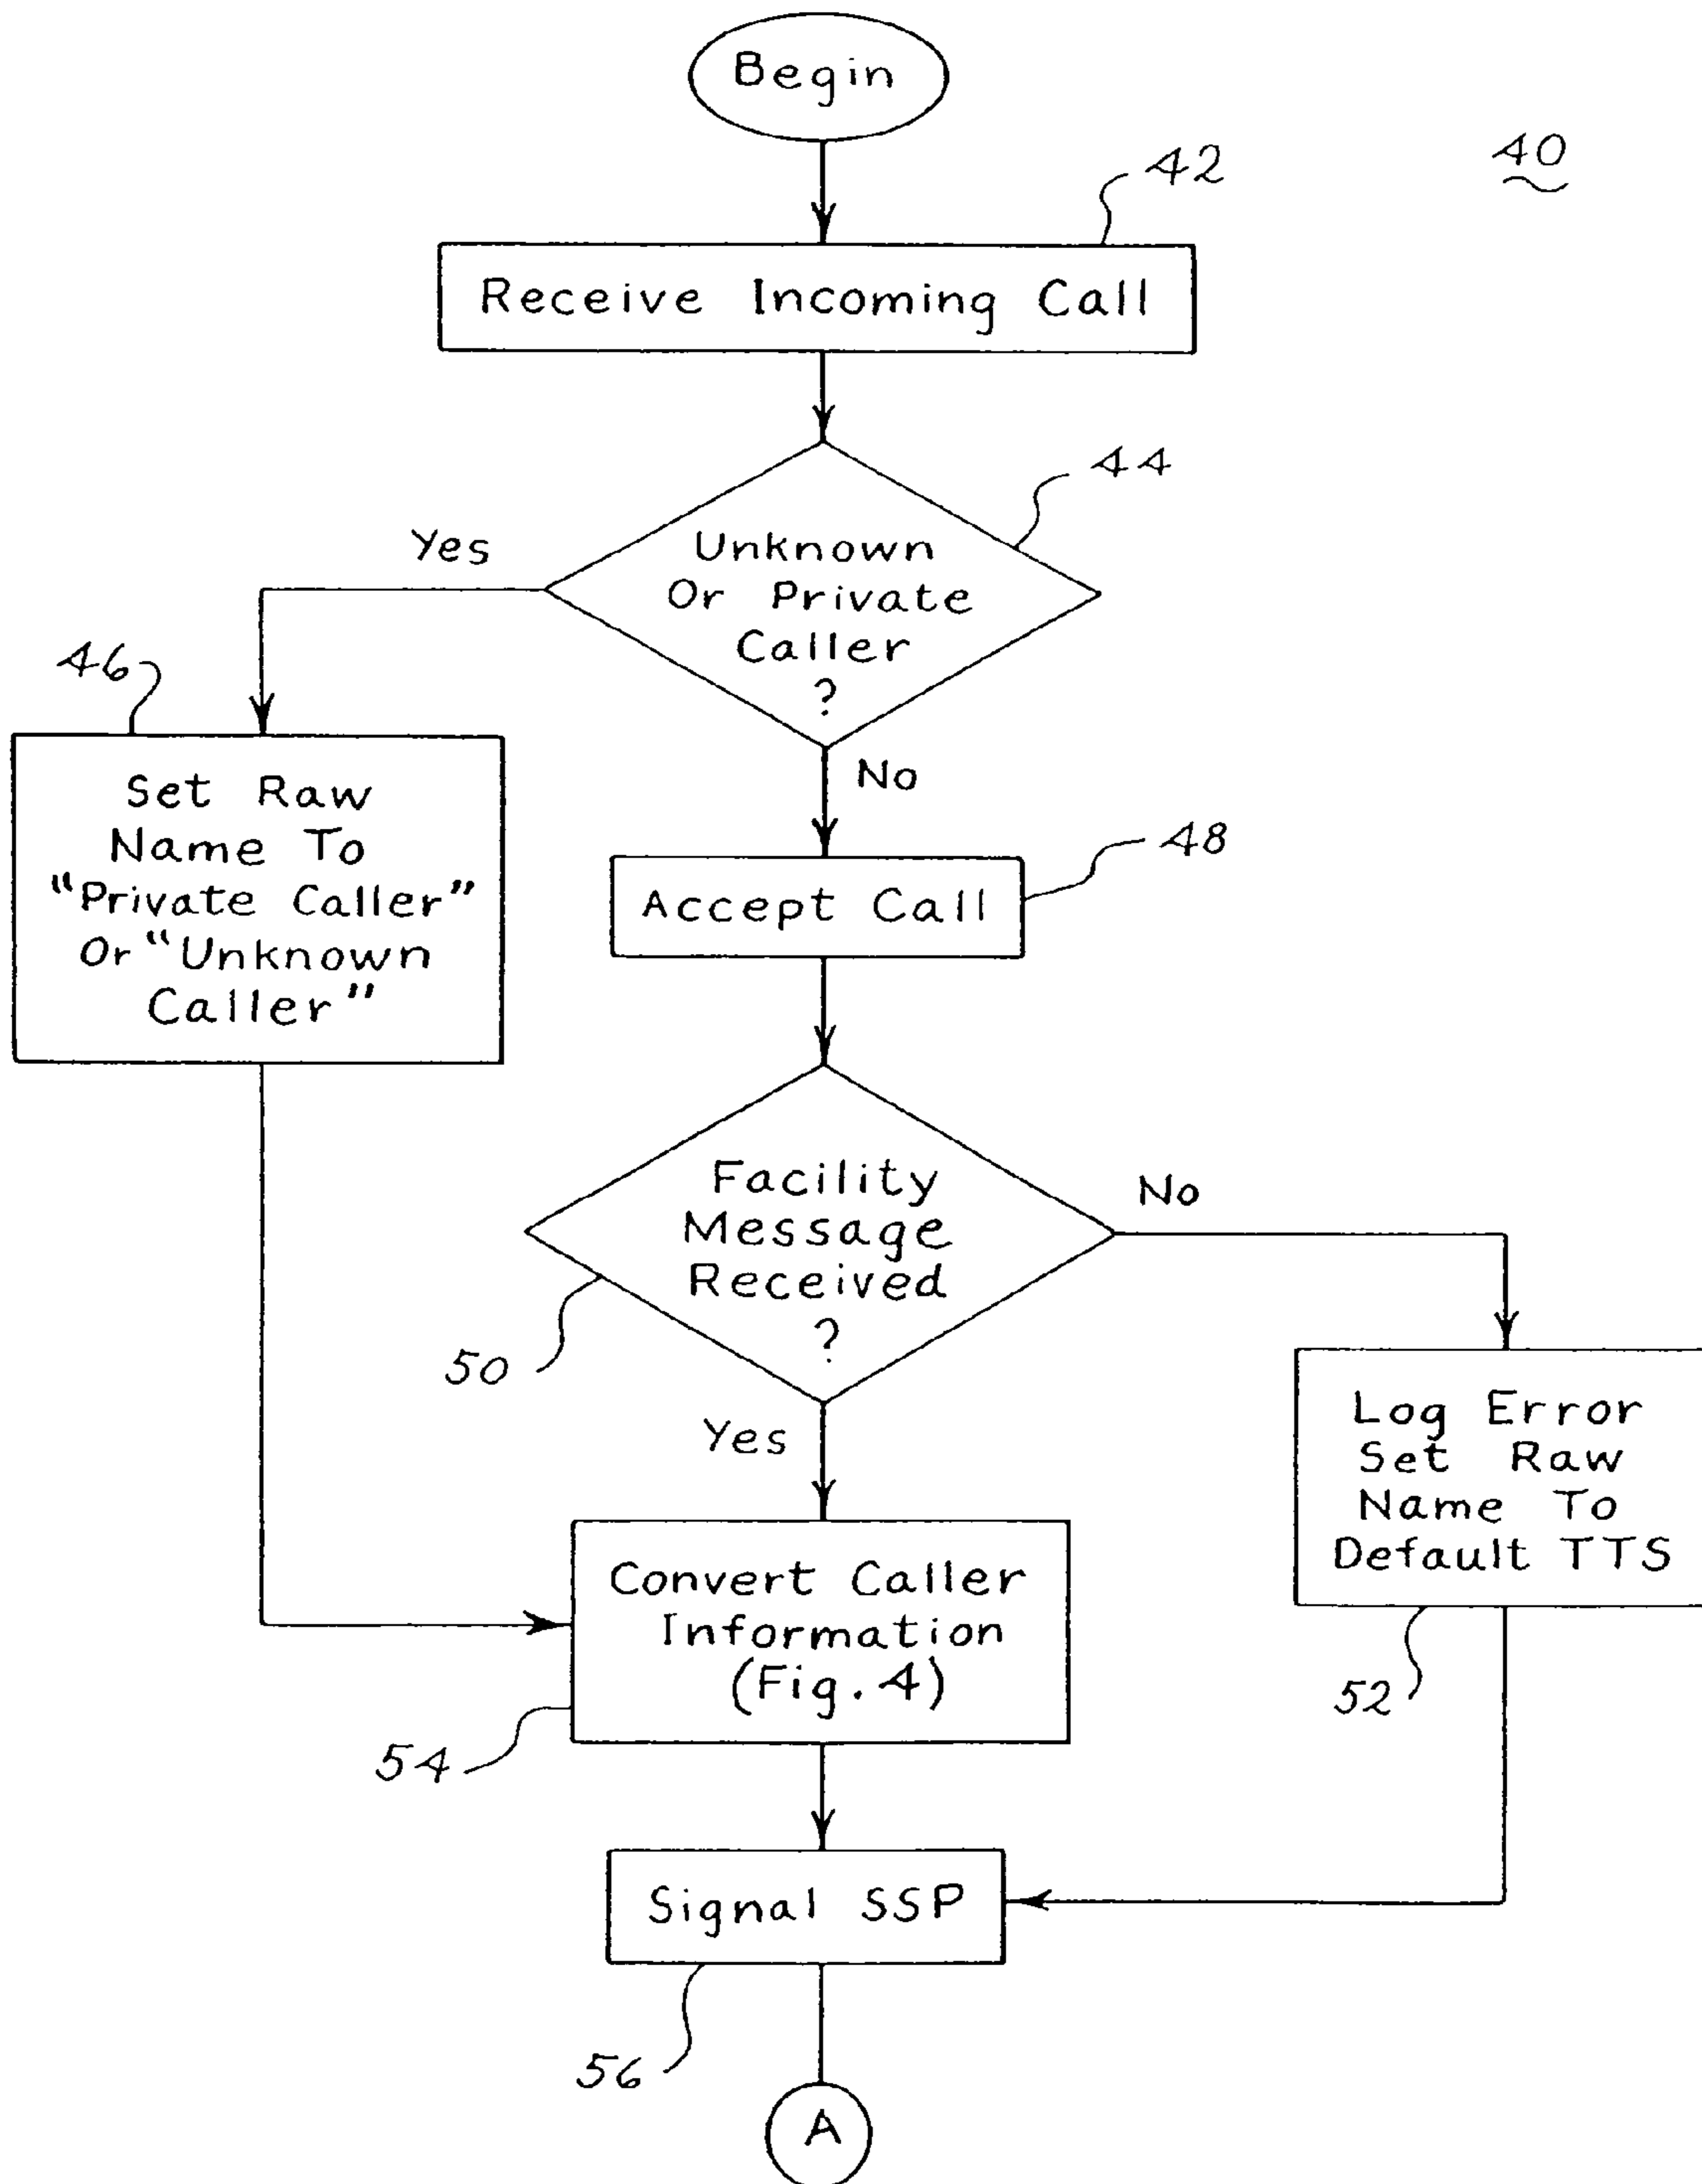 Begin
40
42
Receive Incoming Call
44
Yes
Unknown
Or Private
Caller
?
46
No
Set Raw
Name To
"Private Caller"
Or "Unknown
Caller"
48
Accept Call
Facility
Message
Received
?
No
50
Yes
Log Error
Set Raw
Name To
Default TTS
Convert Caller
Information
(Fig. 4)
52
54
Signal SSP
56
A